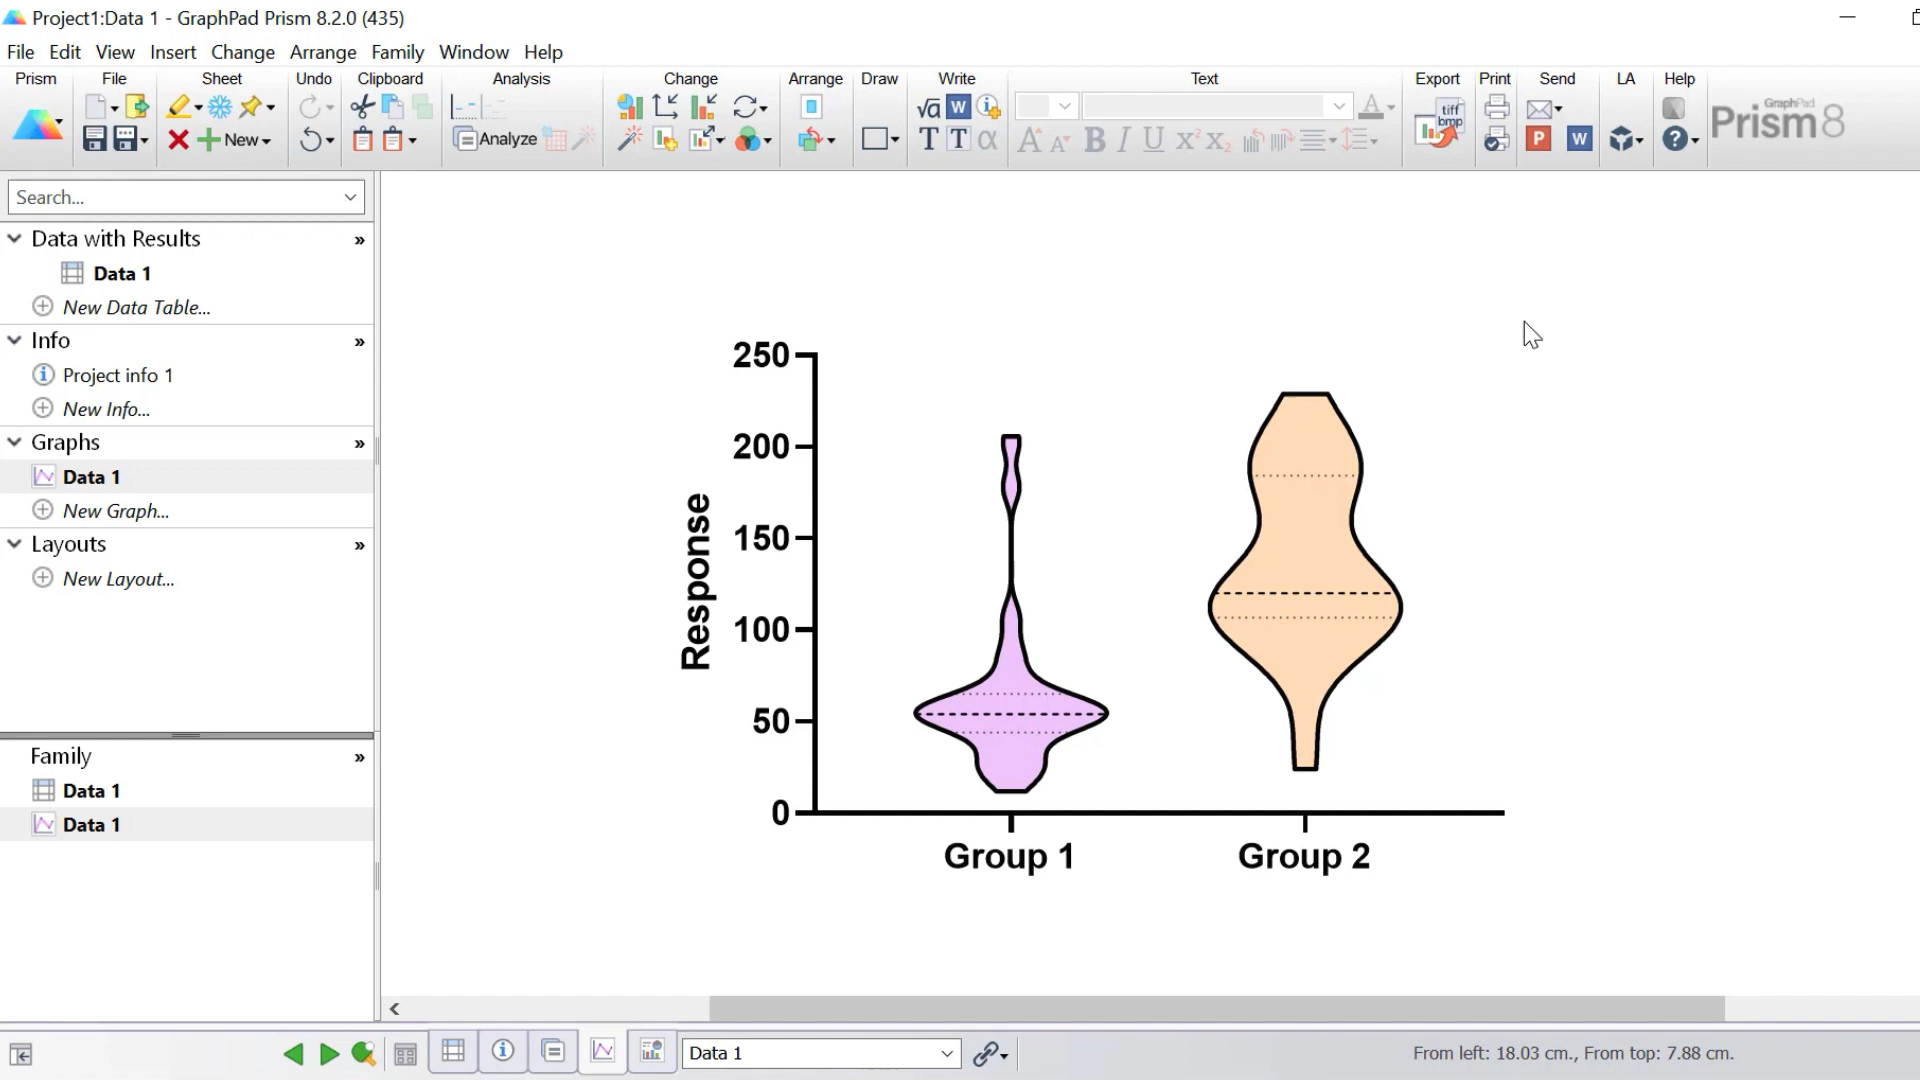 Project1:Data 1 - GraphPad Prism 8.2.0 (435)
File Edit View Insert Change Arrange Family Window Help
Prism File Sheet Undo Clipboard Analysis Change Arrange Draw Write Text Export Print Send LA Help
tiff
bmp
GraphPad
Prism 8
New
Analyze
Search...
Data with Results
Data 1
New Data Table...
Info
Project info 1
New Info...
Graphs
Data 1
New Graph...
Layouts
New Layout...
Family
Data 1
Data 1
250
200
150
100
50
0
Response
Group 1 Group 2
Data 1
From left: 18.03 cm., From top: 7.88 cm.